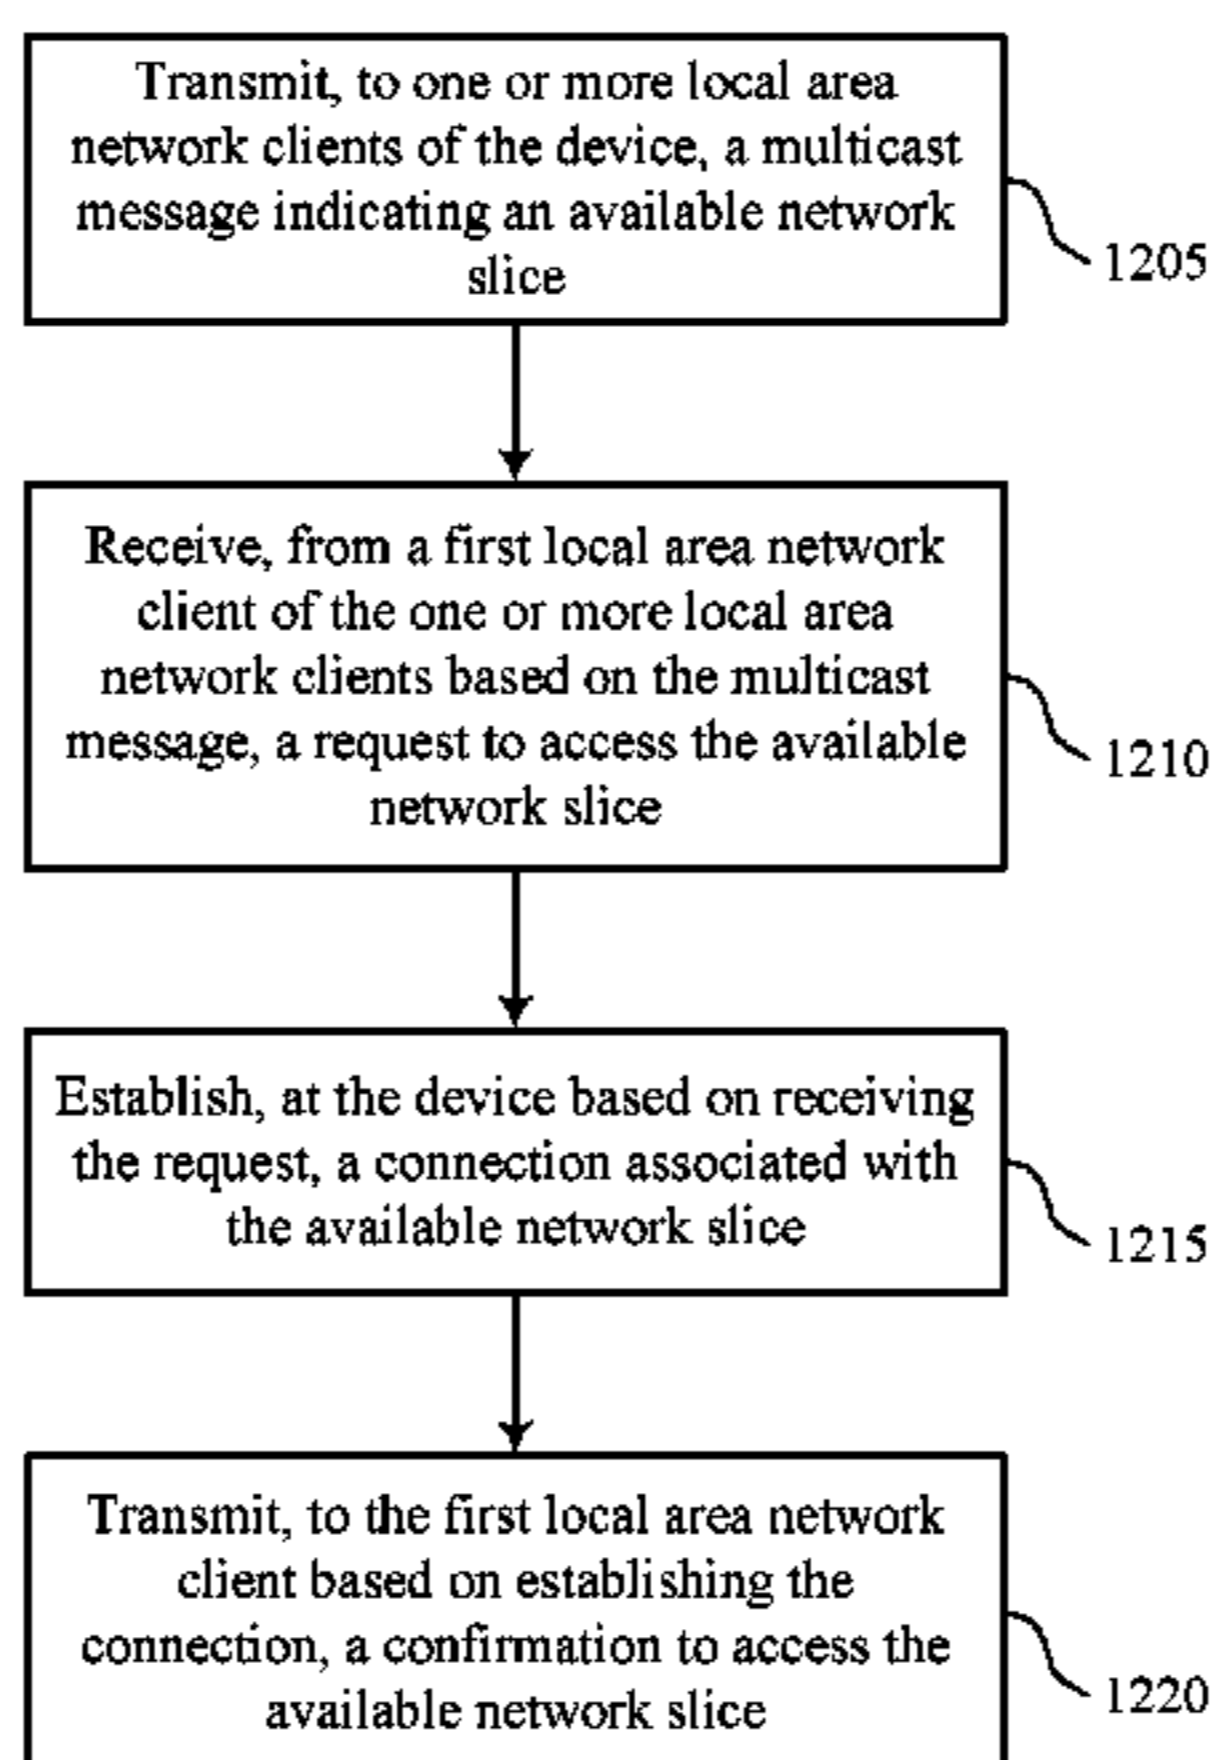 Transmit, to one or more local area
network clients of the device, a multicast
message indicating an available network
slice
1205
Receive, from a first local area network
client of the one or more local area
network clients based on the multicast
message, a request to access the available
network slice
1210
Establish, at the device based on receiving
the request, a connection associated with
the available network slice
1215
Transmit, to the first local area network
client based on establishing the
connection, a confirmation to access the
available network slice
1220